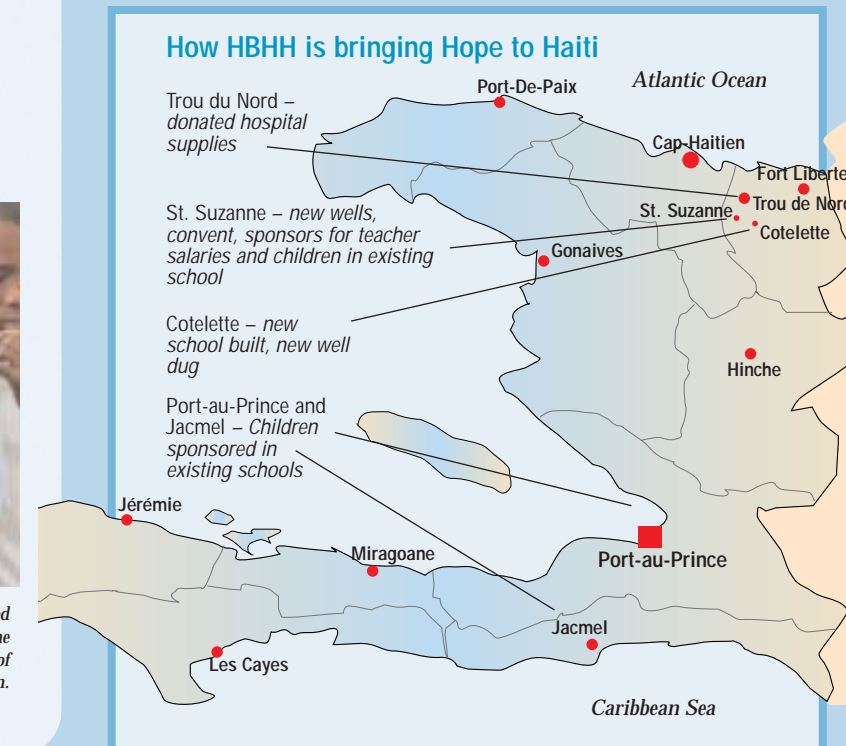 How HBHH is bringing Hope to Haiti
Atlantic Ocean
Port-De-Paix
Trou du Nord –
donated hospital
supplies
Cap-Haitien
Fort Liberte
Trou de Nord
St. Suzanne
Cotelette
St. Suzanne – new wells,
convent, sponsors for teacher
salaries and children in existing
school
Gonaives
Cotelette – new
school built, new well
dug
Hinche
Port-au-Prince and
Jacmel – Children
sponsored in
existing schools
Jérémie
Miragoane
Port-au-Prince
Jacmel
Les Cayes
Caribbean Sea
of